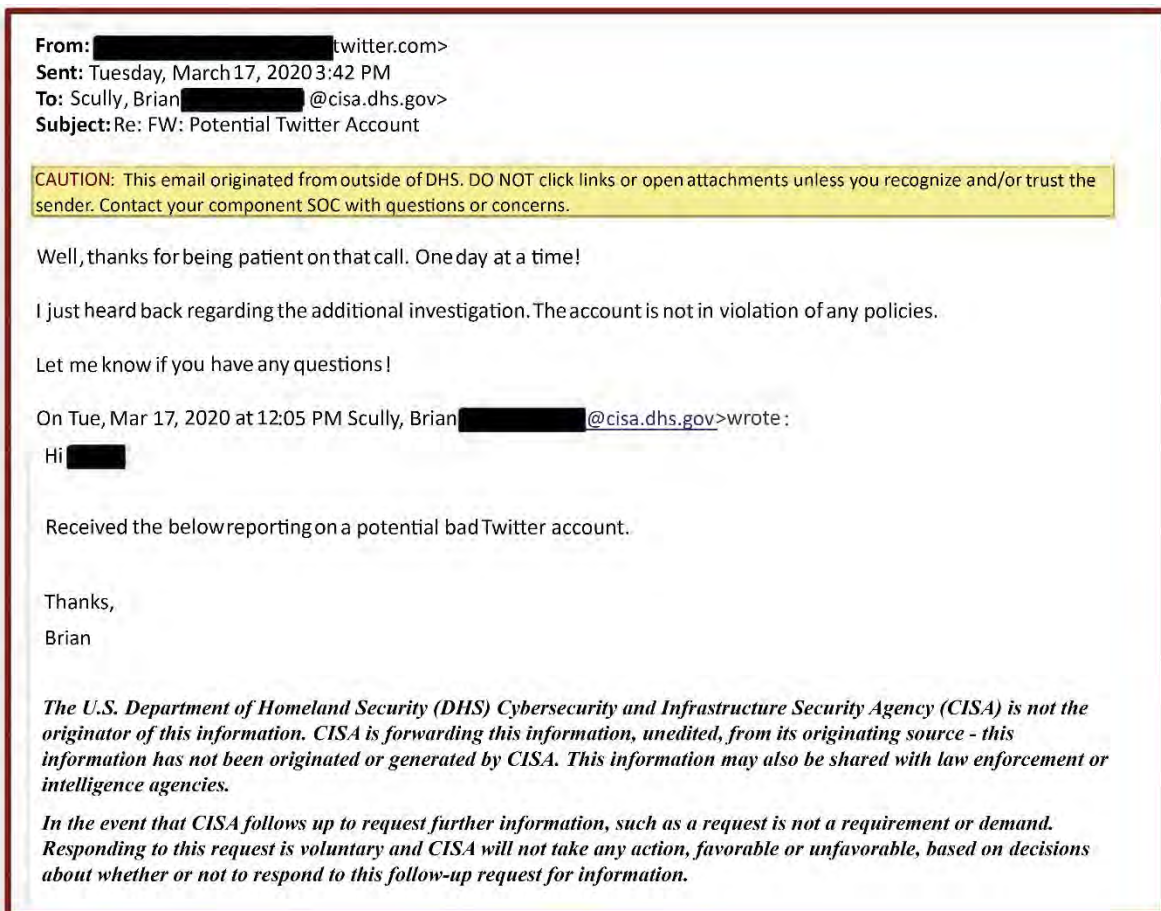 From: twitter.com>
Sent: Tuesday, March 17, 2020 3:42 PM
To: Scully, Brian @cisa.dhs.gov>
Subject: Re: FW: Potential Twitter Account
CAUTION: This email originated from outside of DHS. DO NOT click links or open attachments unless you recognize and/or trust the
sender. Contact your component SOC with questions or concerns.
Well, thanks for being patient on that call. One day at a time!
I just heard back regarding the additional investigation. The account is not in violation of any policies.
Let me know if you have any questions!
On Tue, Mar 17, 2020 at 12:05 PM Scully, Brian @cisa.dhs.gov>wrote:
Hi
Received the below reporting on a potential bad Twitter account.
Thanks,
Brian
The U.S. Department of Homeland Security (DHS) Cybersecurity and Infrastructure Security Agency (CISA) is not the
originator of this information. CISA is forwarding this information, unedited, from its originating source - this
information has not been originated or generated by CISA. This information may also be shared with law enforcement or
intelligence agencies.
In the event that CISA follows up to request further information, such as a request is not a requirement or demand.
Responding to this request is voluntary and CISA will not take any action, favorable or unfavorable, based on decisions
about whether or not to respond to this follow-up request for information.